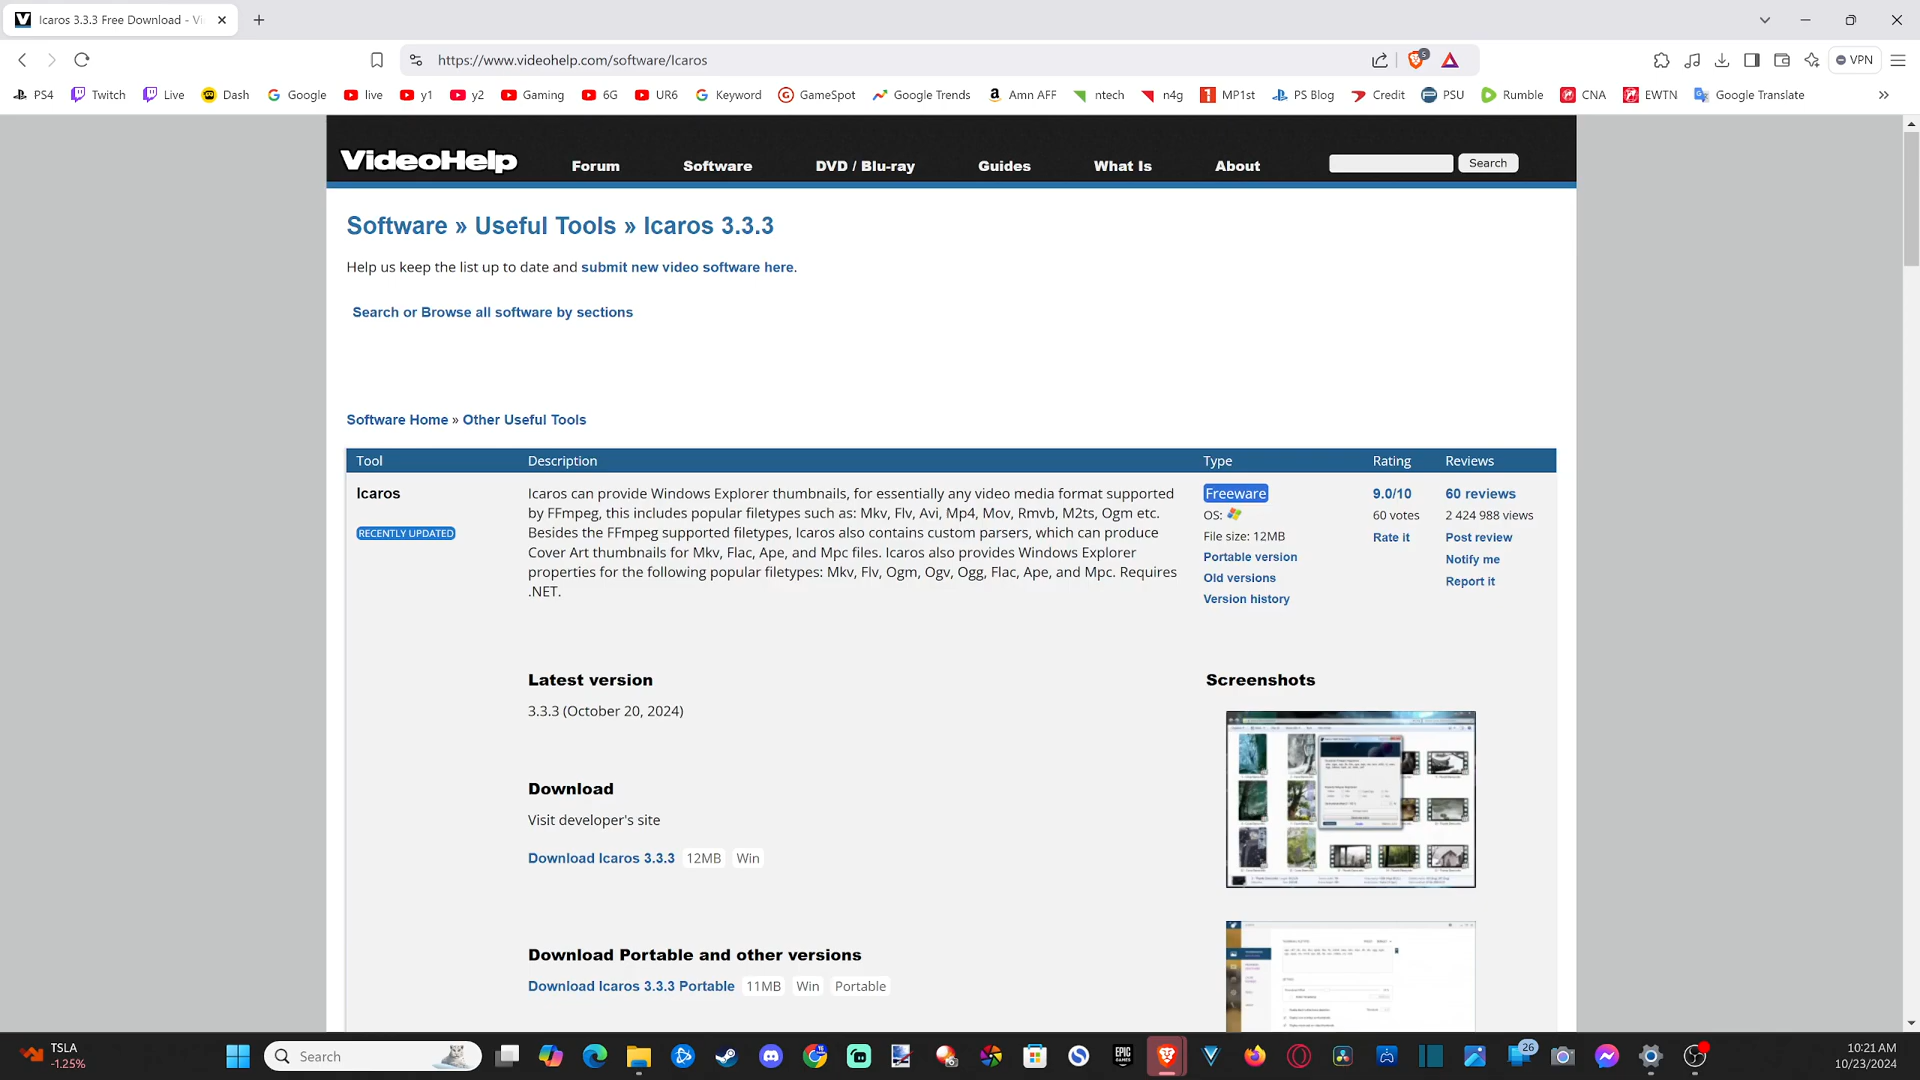 Icaros 3.3.3 Free Download - Vi
https://www.videohelp.com/software/Icaros
5
VPN
PS4 Twitch Live Dash Google live y1 y2 Gaming 6G UR6 Keyword GameSpot Google Trends Amn AFF ntech n4g MP1st PS Blog Credit PSU Rumble CNA EWTN Google Translate
VideoHelp Forum Software DVD / Blu-ray Guides What Is About Search
Software » Useful Tools » Icaros 3.3.3
Help us keep the list up to date and submit new video software here.
Search or Browse all software by sections
Software Home » Other Useful Tools
Tool Description Type Rating Reviews
Icaros
RECENTLY UPDATED
Icaros can provide Windows Explorer thumbnails, for essentially any video media format supported
by FFmpeg, this includes popular filetypes such as: Mkv, Flv, Avi, Mp4, Mov, Rmvb, M2ts, Ogm etc.
Besides the FFmpeg supported filetypes, Icaros also contains custom parsers, which can produce
Cover Art thumbnails for Mkv, Flac, Ape, and Mpc files. Icaros also provides Windows Explorer
properties for the following popular filetypes: Mkv, Flv, Ogm, Ogv, Ogg, Flac, Ape, and Mpc. Requires
.NET.
Freeware
OS:
File size: 12MB
Portable version
Old versions
Version history
9.0/10
60 votes
Rate it
60 reviews
2 424 988 views
Post review
Notify me
Report it
Latest version
3.3.3 (October 20, 2024)
Download
Visit developer's site
Download Icaros 3.3.3 12MB Win
Download Portable and other versions
Download Icaros 3.3.3 Portable 11MB Win Portable
Screenshots
TSLA
-1.25%
Search
EPIC
GAMES
26
10:21 AM
10/23/2024